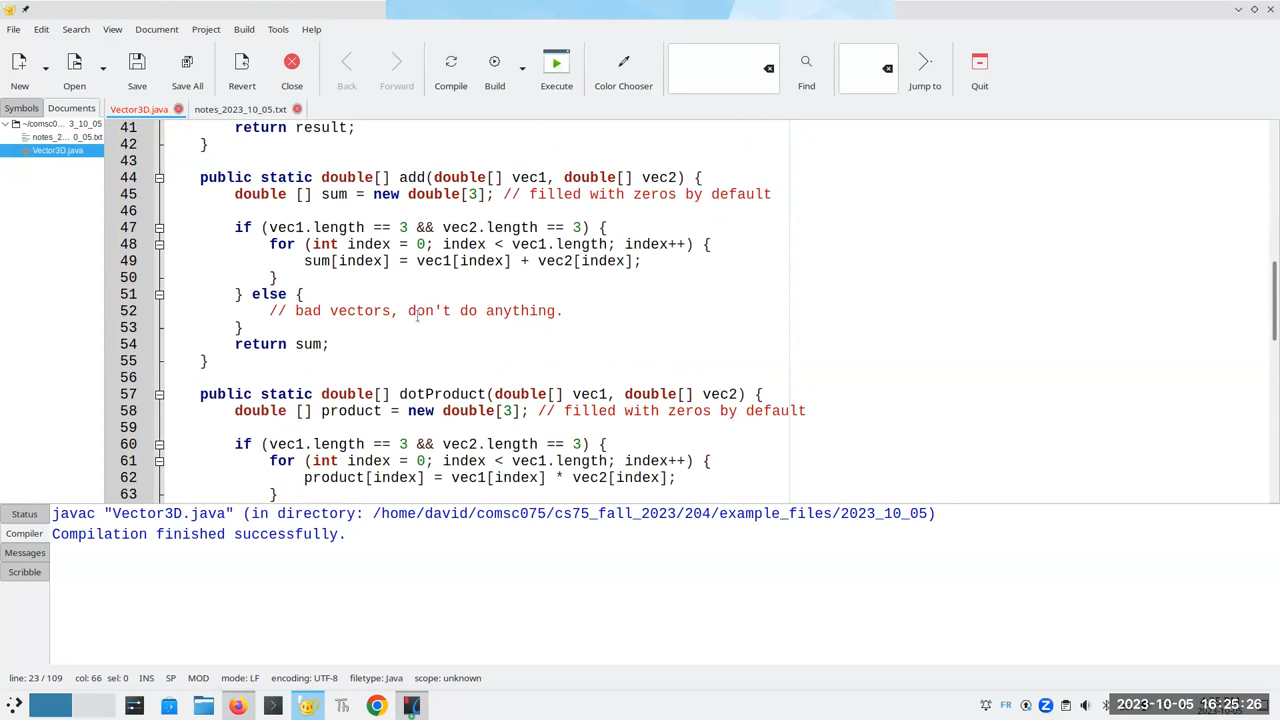 File Edit Search View Document Project Build Tools Help
New Open Save Save All Revert Close Back Forward Compile Build Execute Color Chooser Find Jump to Quit
Symbols Documents Vector3D.java notes_2023_10_05.txt
~/comsc0... 3_10_05
notes_2... 0_05.txt
Vector3D.java
41 return result;
42 }
43
44 public static double[] add(double[] vec1, double[] vec2) {
45 double [] sum = new double[3]; // filled with zeros by default
46
47 if (vec1.length == 3 && vec2.length == 3) {
48 for (int index = 0; index < vec1.length; index++) {
49 sum[index] = vec1[index] + vec2[index];
50 }
51 } else {
52 // bad vectors, don't do anything.
53 }
54 return sum;
55 }
56
57 public static double[] dotProduct(double[] vec1, double[] vec2) {
58 double [] product = new double[3]; // filled with zeros by default
59
60 if (vec1.length == 3 && vec2.length == 3) {
61 for (int index = 0; index < vec1.length; index++) {
62 product[index] = vec1[index] * vec2[index];
63 }
Status
Compiler
Messages
Scribble
javac "Vector3D.java" (in directory: /home/david/comsc075/cs75_fall_2023/204/example_files/2023_10_05)
Compilation finished successfully.
line: 23 / 109 col: 66 sel: 0 INS SP MOD mode: LF encoding: UTF-8 filetype: Java scope: unknown
FR
2023-10-05 16:25:26